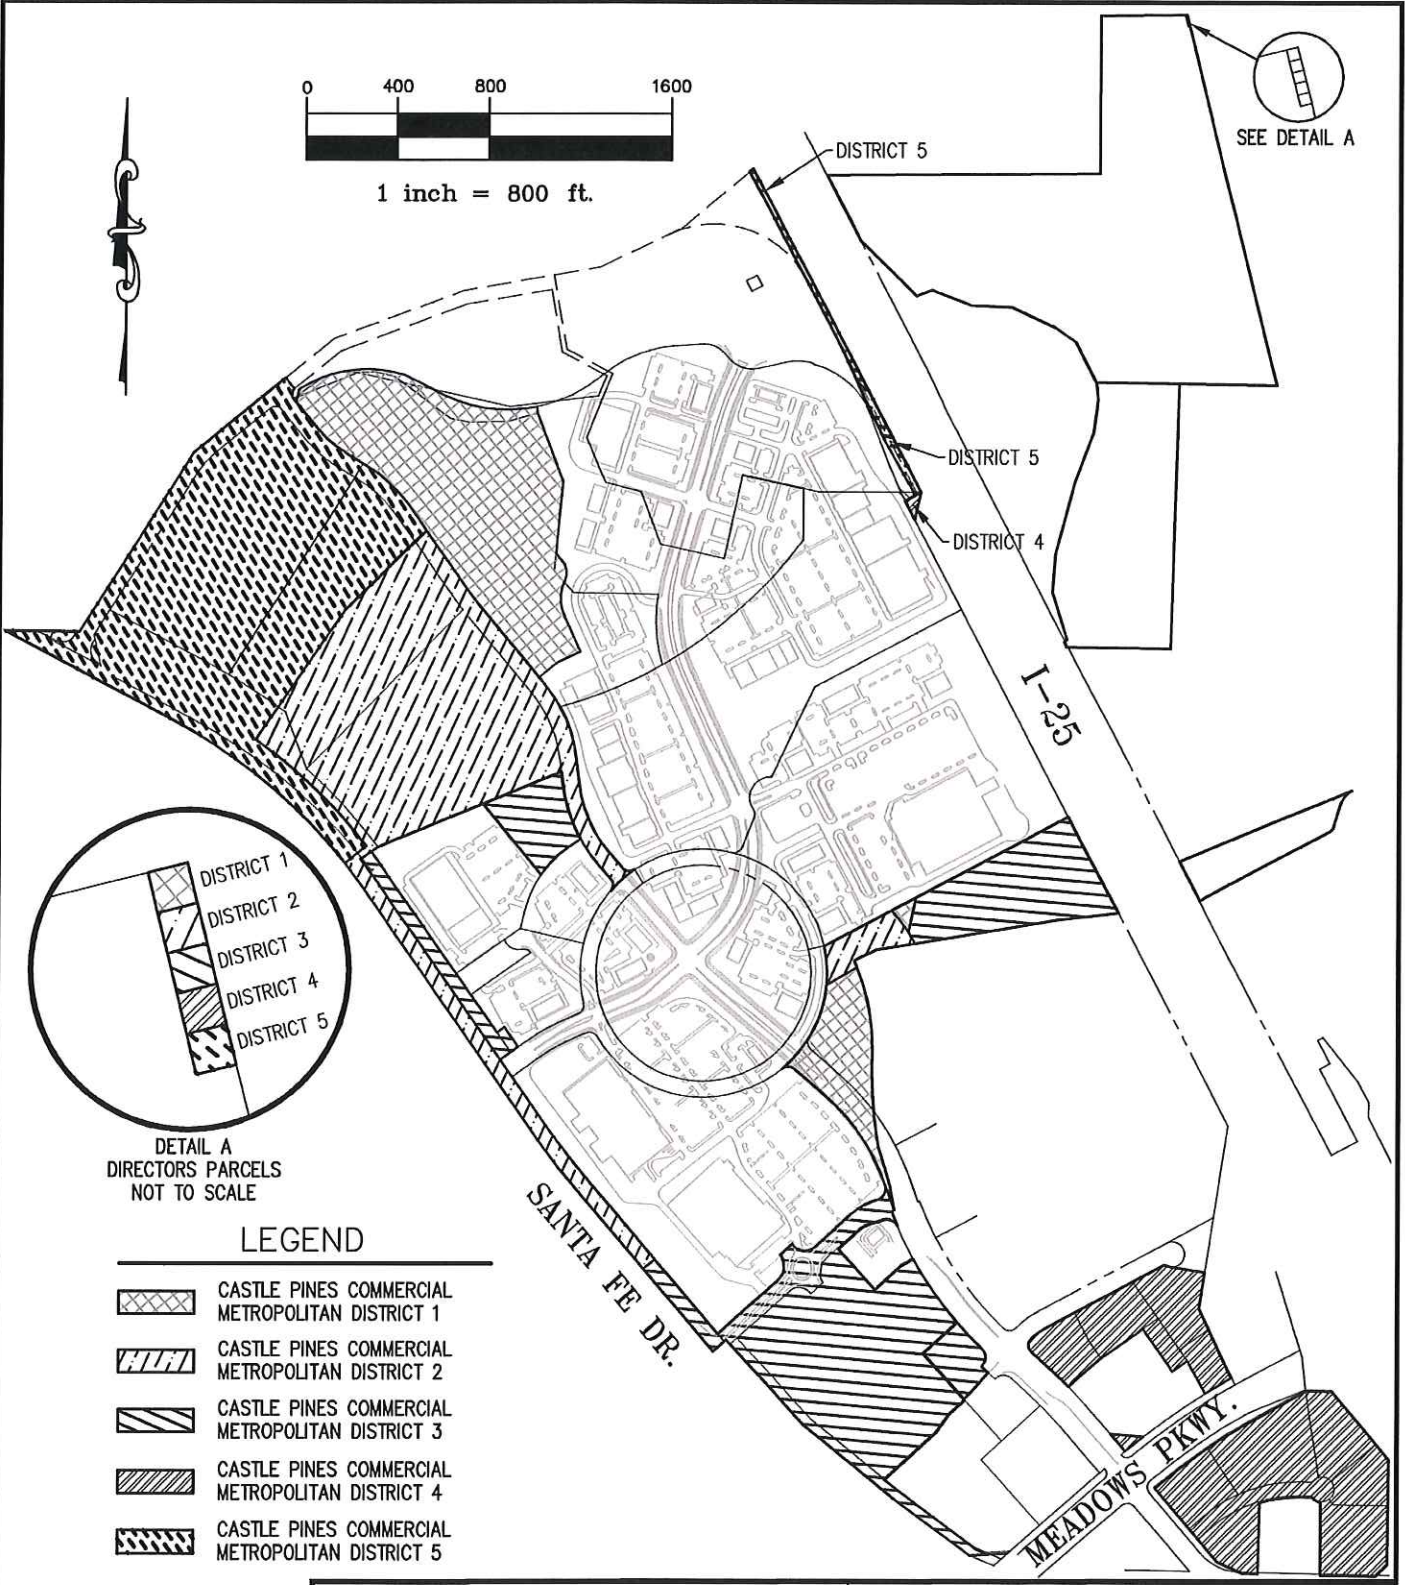 0 400 800 1600
1 inch = 800 ft.
SEE DETAIL A
DISTRICT 5
DISTRICT 5
DISTRICT 4
I-25
DISTRICT 1
DISTRICT 2
DISTRICT 3
DISTRICT 4
DISTRICT 5
DETAIL A
DIRECTORS PARCELS
NOT TO SCALE
SANTA FE DR.
MEADOWS PKWY.
LEGEND
CASTLE PINES COMMERCIAL
METROPOLITAN DISTRICT 1
CASTLE PINES COMMERCIAL
METROPOLITAN DISTRICT 2
CASTLE PINES COMMERCIAL
METROPOLITAN DISTRICT 3
CASTLE PINES COMMERCIAL
METROPOLITAN DISTRICT 4
CASTLE PINES COMMERCIAL
METROPOLITAN DISTRICT 5